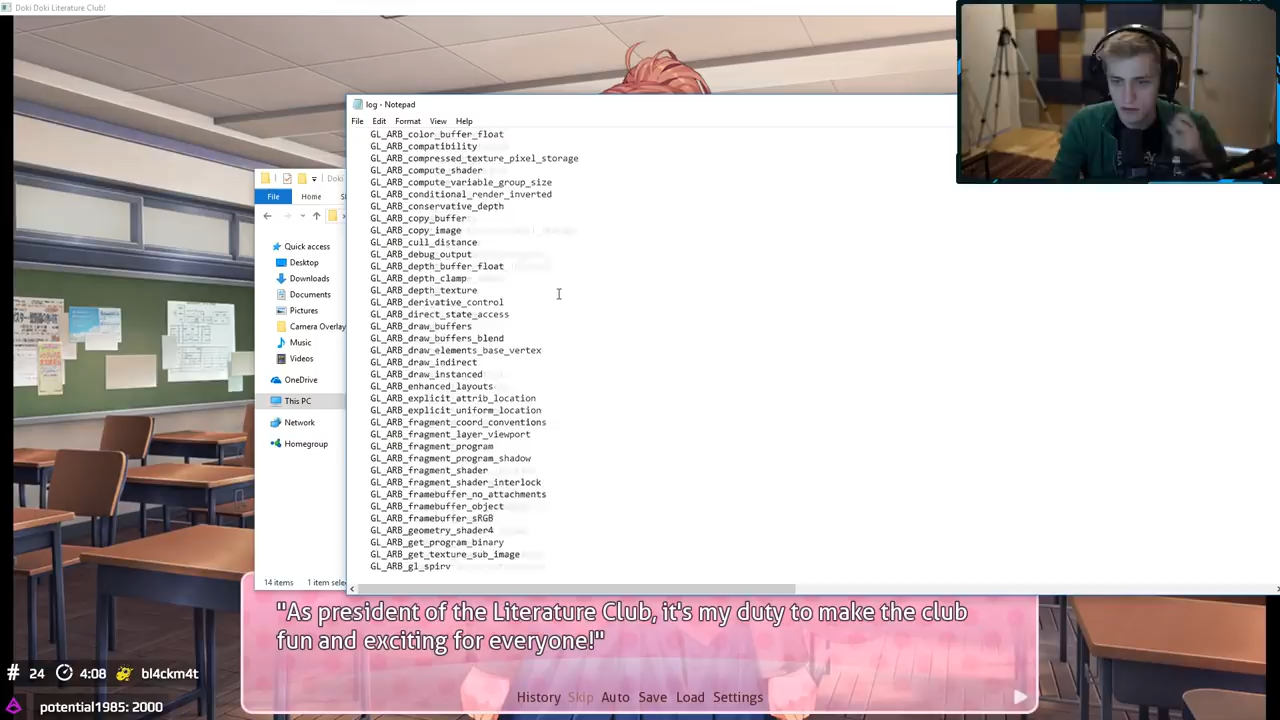 Doki Doki Literature Club!
log - Notepad
File Edit Format View Help
GL_ARB_color_buffer_float
GL_ARB_compatibility
GL_ARB_compressed_texture_pixel_storage
GL_ARB_compute_shader
GL_ARB_compute_variable_group_size
GL_ARB_conditional_render_inverted
GL_ARB_conservative_depth
GL_ARB_copy_buffer
GL_ARB_copy_image
GL_ARB_cull_distance
GL_ARB_debug_output
GL_ARB_depth_buffer_float
GL_ARB_depth_clamp
GL_ARB_depth_texture
GL_ARB_derivative_control
GL_ARB_direct_state_access
GL_ARB_draw_buffers
GL_ARB_draw_buffers_blend
GL_ARB_draw_elements_base_vertex
GL_ARB_draw_indirect
GL_ARB_draw_instanced
GL_ARB_enhanced_layouts
GL_ARB_explicit_attrib_location
GL_ARB_explicit_uniform_location
GL_ARB_fragment_coord_conventions
GL_ARB_fragment_layer_viewport
GL_ARB_fragment_program
GL_ARB_fragment_program_shadow
GL_ARB_fragment_shader
GL_ARB_fragment_shader_interlock
GL_ARB_framebuffer_no_attachments
GL_ARB_framebuffer_object
GL_ARB_framebuffer_sRGB
GL_ARB_geometry_shader4
GL_ARB_get_program_binary
GL_ARB_get_texture_sub_image
GL_ARB_gl_spirv
Doki
File Home
Quick access
Desktop
Downloads
Documents
Pictures
Camera Overlay
Music
Videos
OneDrive
This PC
Network
Homegroup
14 items 1 item sele
"As president of the Literature Club, it's my duty to make the club
fun and exciting for everyone!"
History Skip Auto Save Load Settings
# 24 4:08 bl4ckm4t
potential1985: 2000